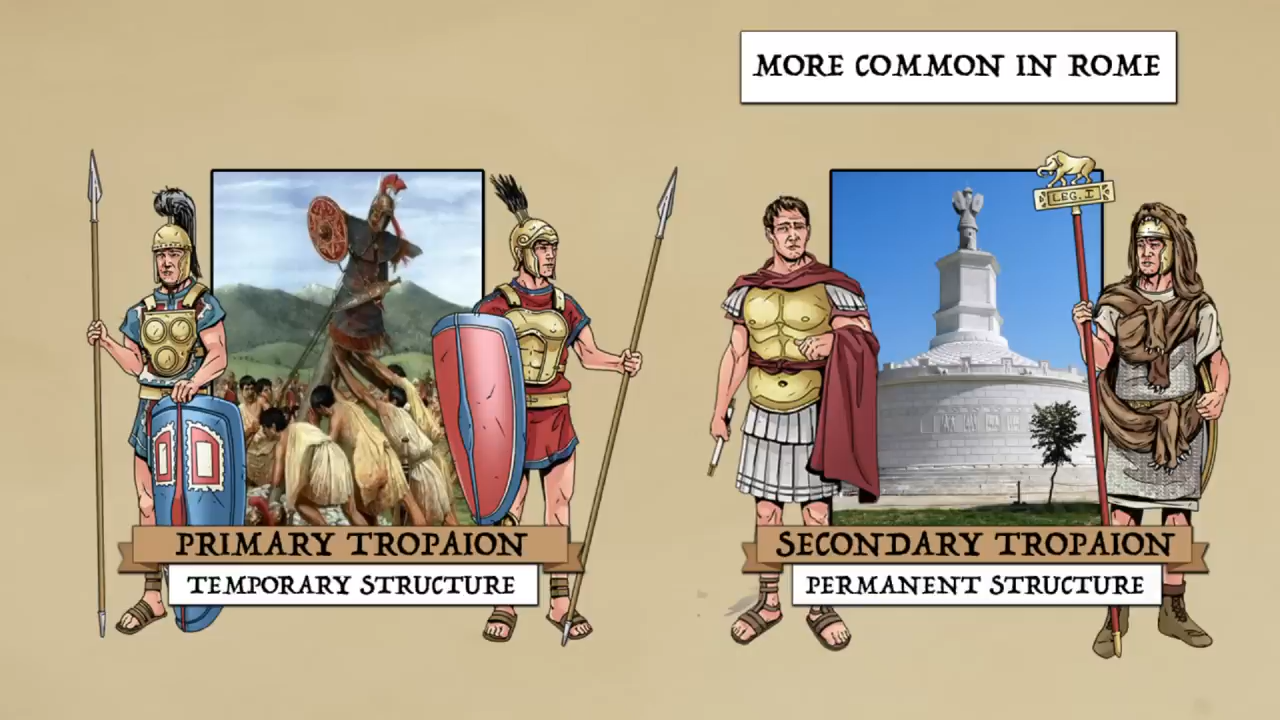 MORE COMMON IN ROME
LEG. I
PRIMARY TROPAION
TEMPORARY STRUCTURE
SECONDARY TROPAION
PERMANENT STRUCTURE